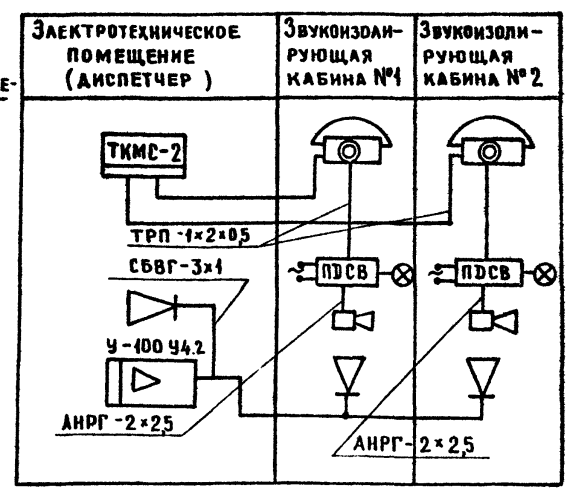 Электротехническое
помещение
(диспетчер)
Звукоизоли-
рующая
кабина №1
Звукоизоли-
рующая
кабина №2
Е-
ТКМС-2
ТРП-1×2×0,5
СБВГ-3×1
ПДСВ
ПДСВ
У-100 У4.2
АНРГ-2×2,5
АНРГ-2×2,5